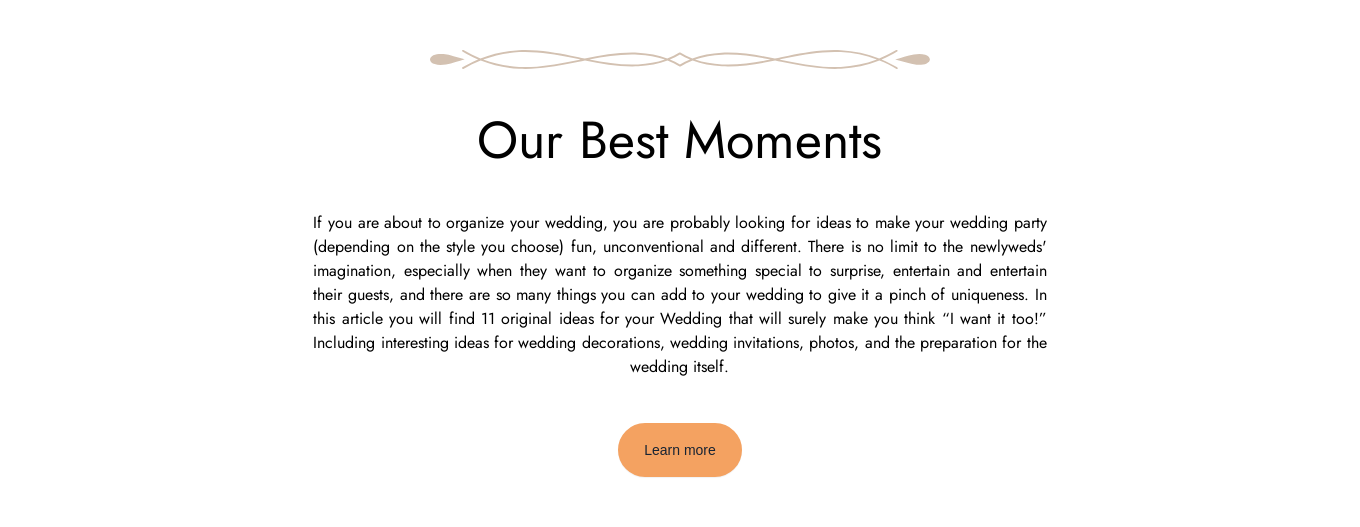 Our Best Moments
If you are about to organize your wedding, you are probably looking for ideas to make your wedding party
(depending on the style you choose) fun, unconventional and different. There is no limit to the newlyweds'
imagination, especially when they want to organize something special to surprise, entertain and entertain
their guests, and there are so many things you can add to your wedding to give it a pinch of uniqueness. In
this article you will find 11 original ideas for your Wedding that will surely make you think “I want it too!”
Including interesting ideas for wedding decorations, wedding invitations, photos, and the preparation for the
wedding itself.
Learn more